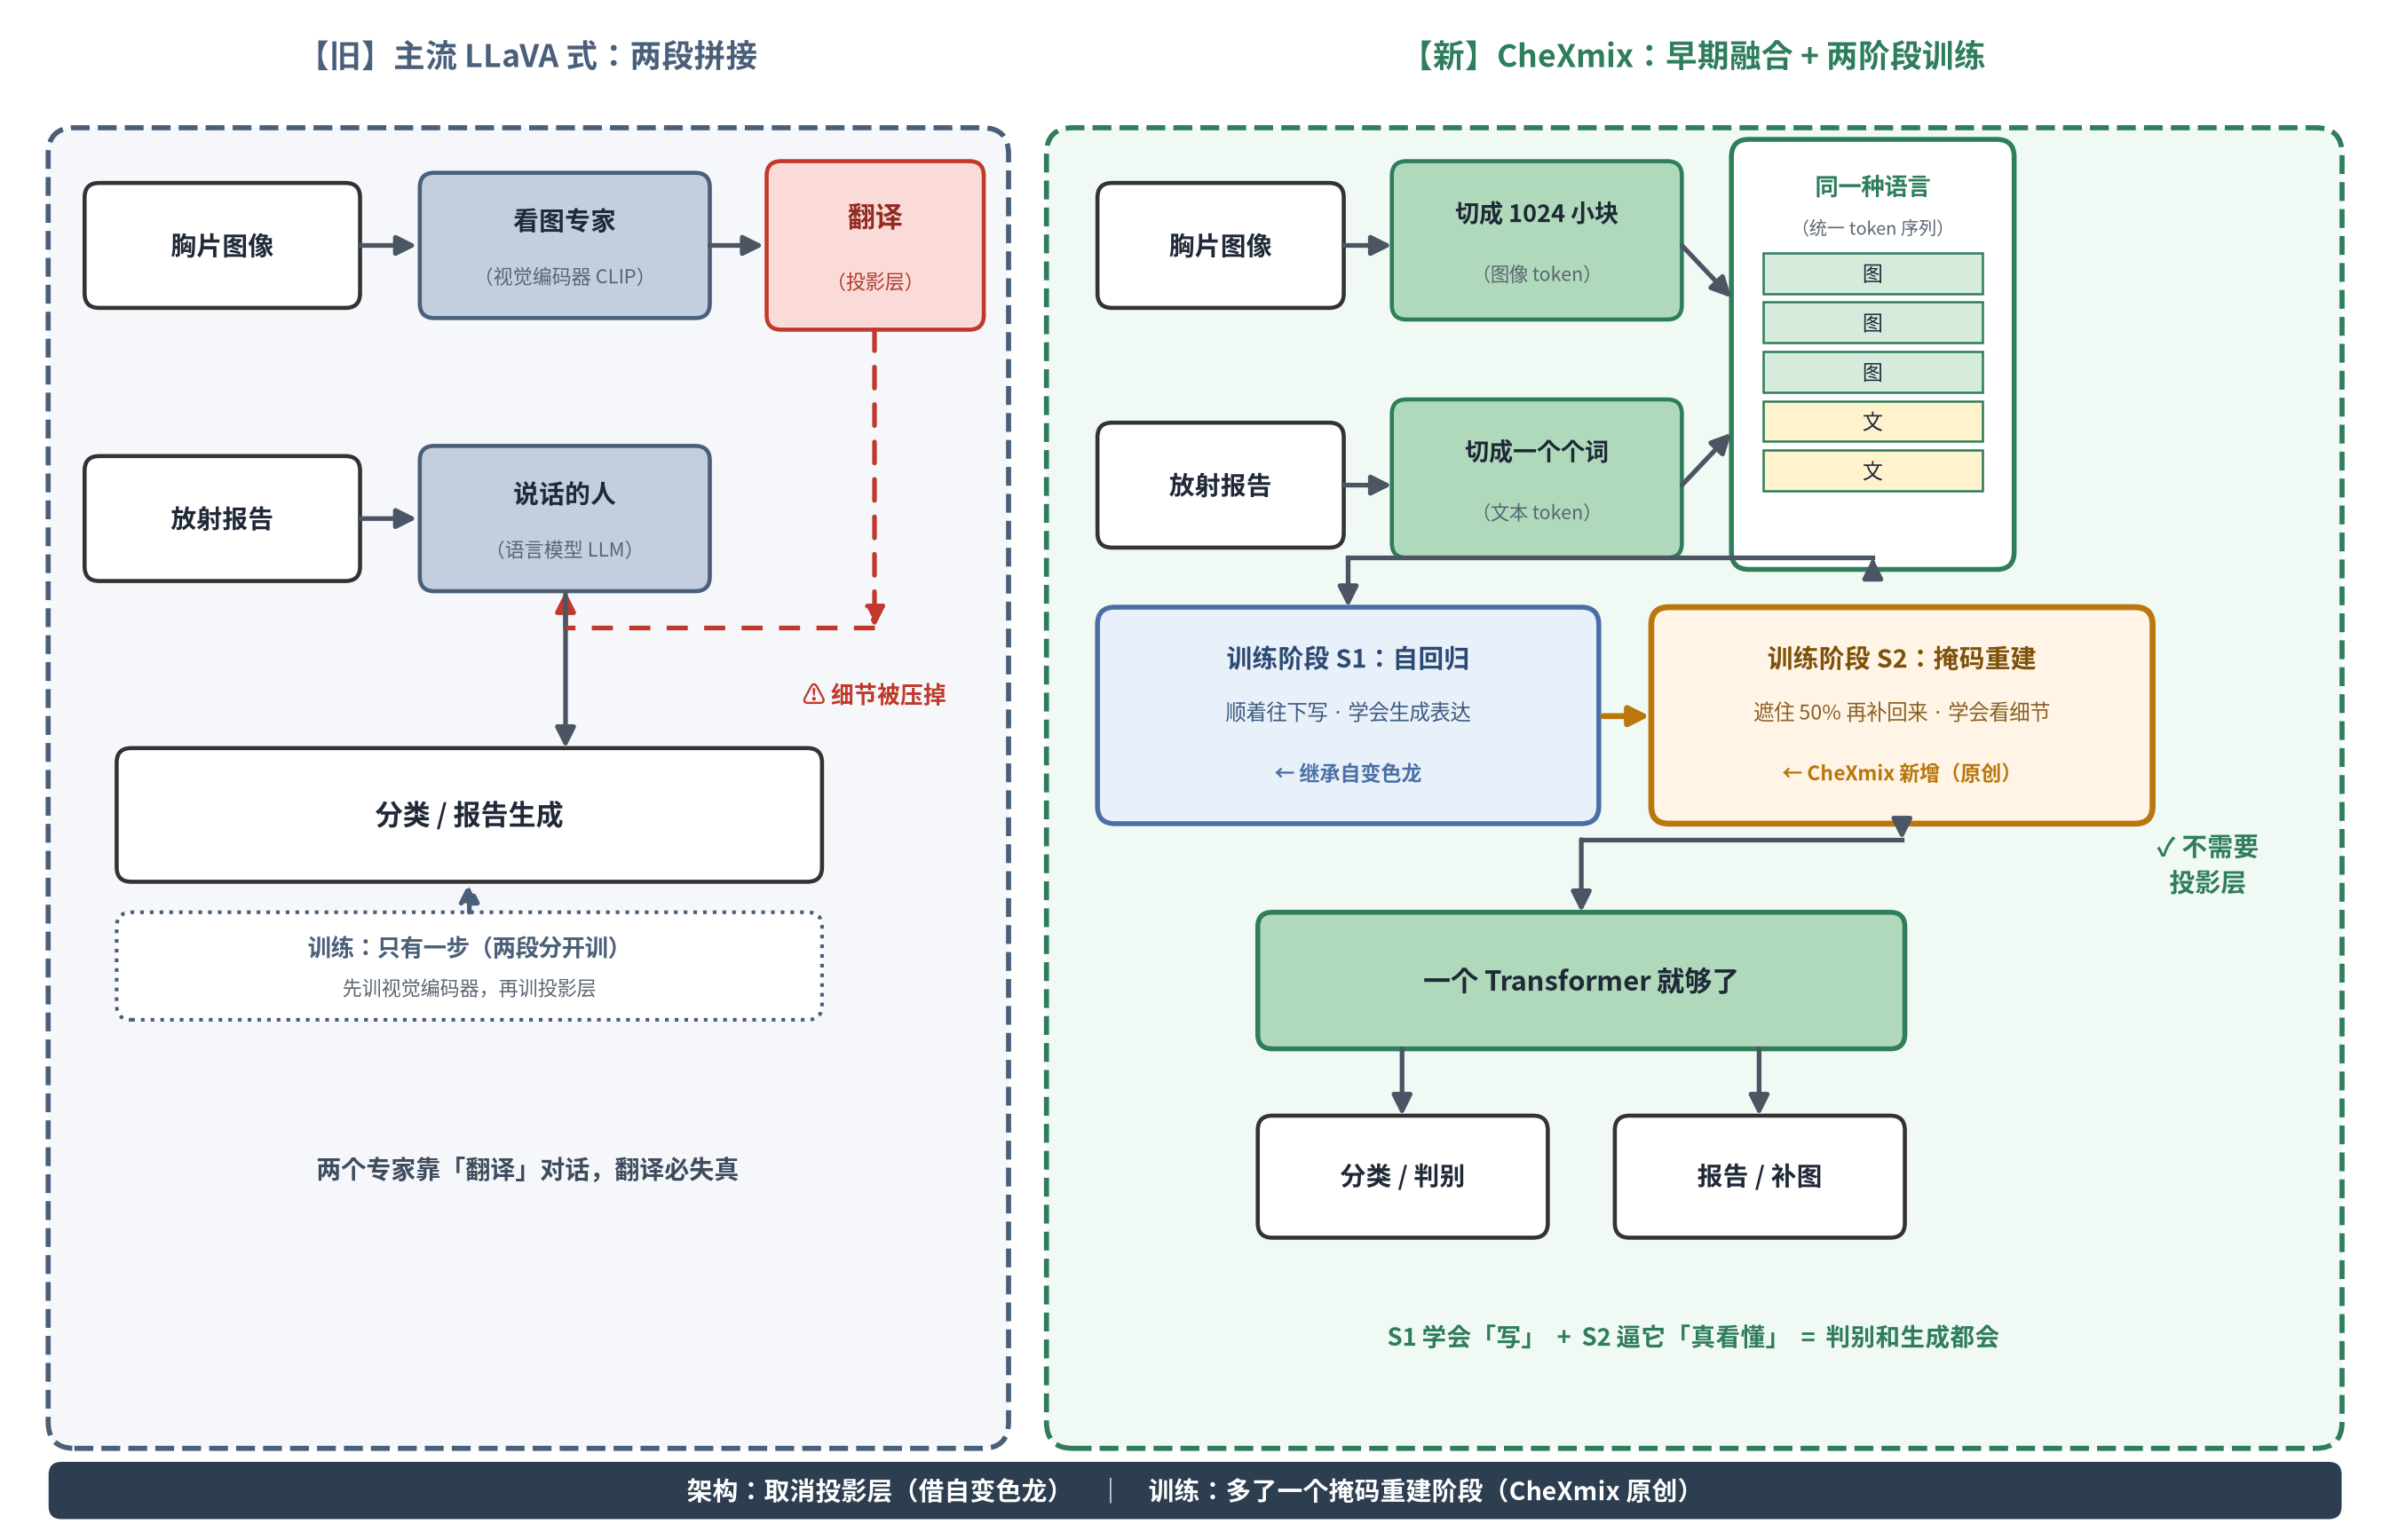 【旧】主流 LLaVA 式：两段拼接
胸片图像
看图专家
（视觉编码器 CLIP）
翻译
（投影层）
放射报告
说话的人
（语言模型 LLM）
⚠ 细节被压掉
分类 / 报告生成
训练：只有一步（两段分开训）
先训视觉编码器，再训投影层
两个专家靠「翻译」对话，翻译必失真
【新】CheXmix：早期融合 + 两阶段训练
胸片图像
切成 1024 小块
（图像 token）
同一种语言
（统一 token 序列）
图
图
图
文
文
放射报告
切成一个个词
（文本 token）
训练阶段 S1：自回归
顺着往下写 · 学会生成表达
← 继承自变色龙
训练阶段 S2：掩码重建
遮住 50% 再补回来 · 学会看细节
← CheXmix 新增（原创）
✓ 不需要
投影层
一个 Transformer 就够了
分类 / 判别
报告 / 补图
S1 学会「写」 + S2 逼它「真看懂」 = 判别和生成都会
架构：取消投影层（借自变色龙） ｜ 训练：多了一个掩码重建阶段（CheXmix 原创）